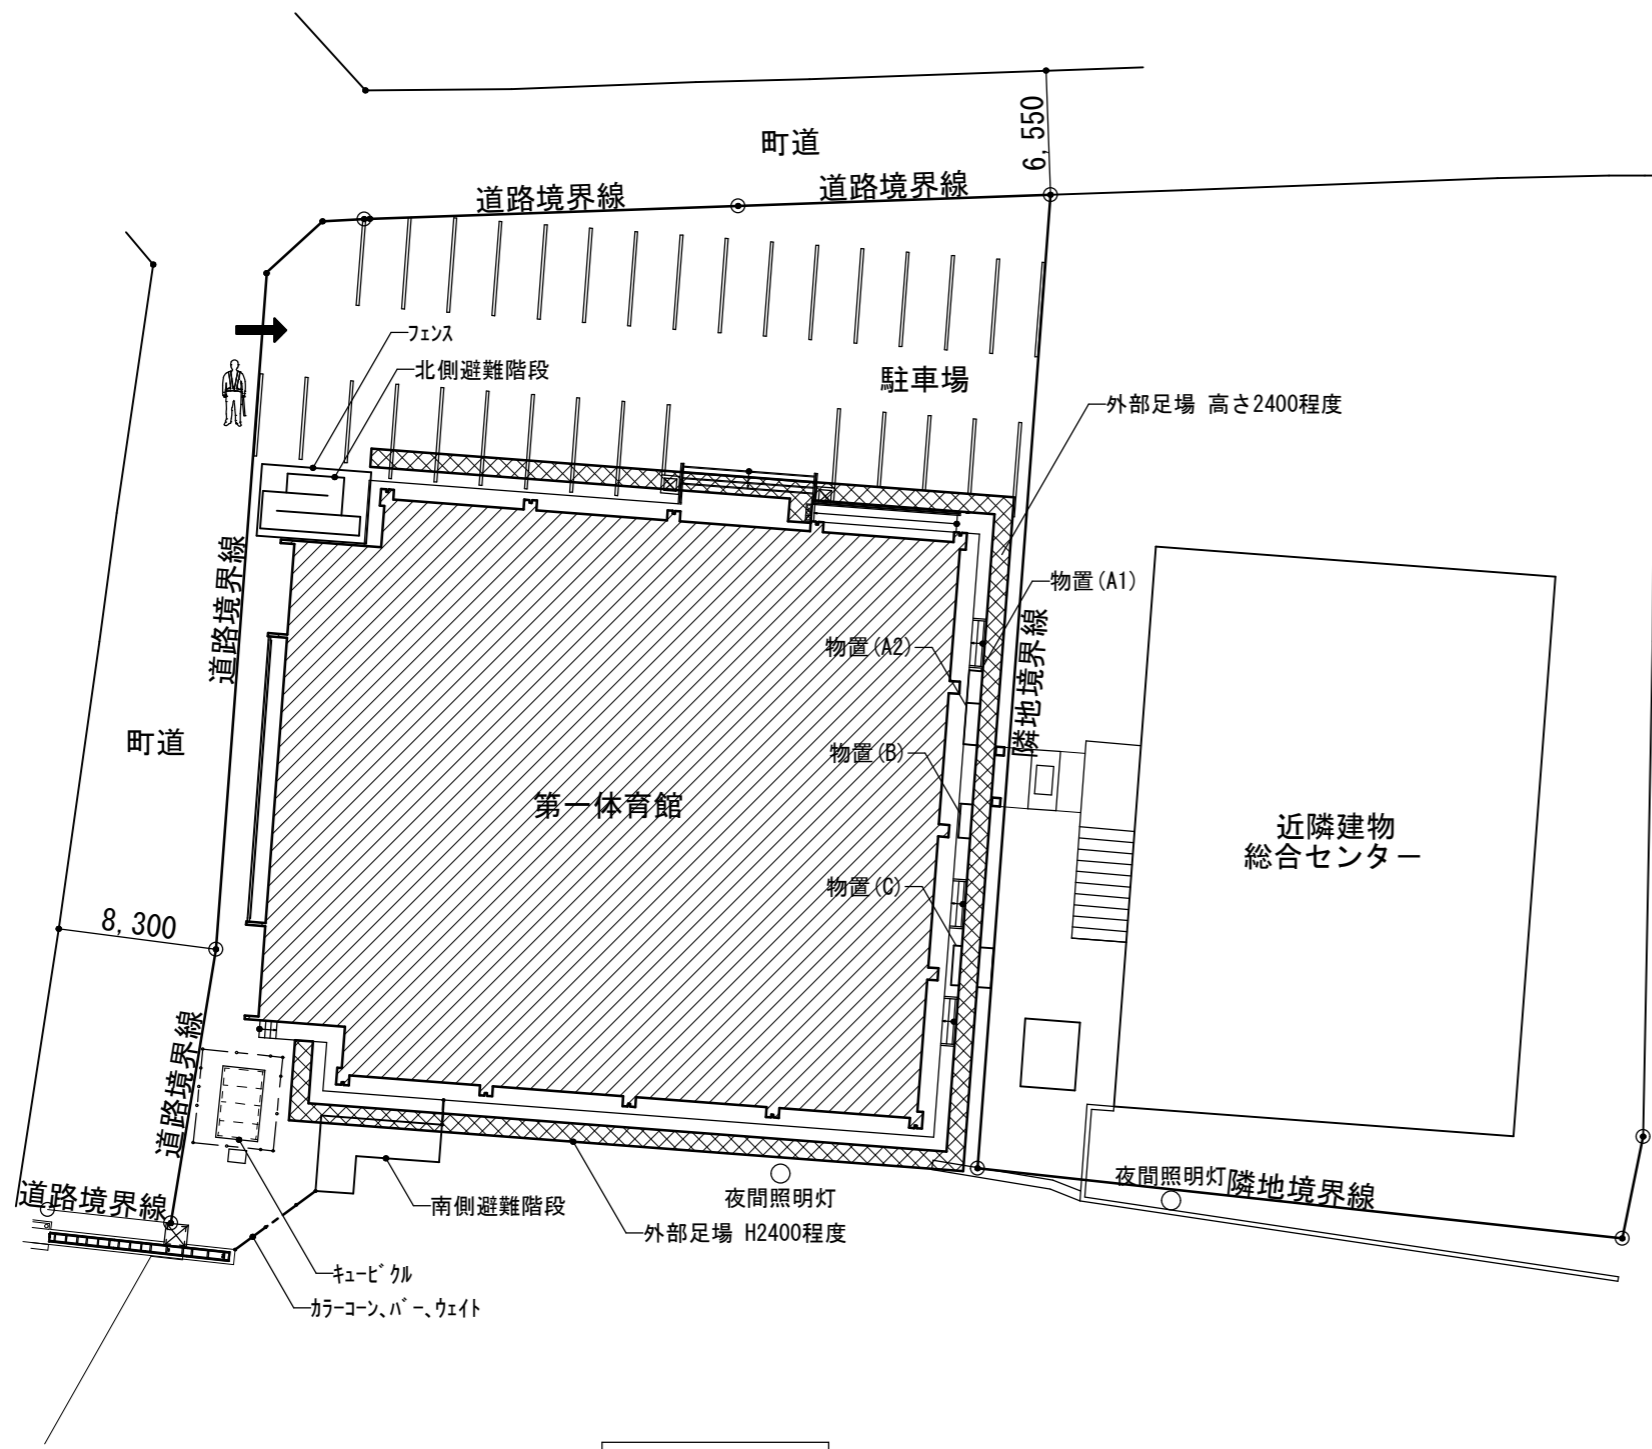 6,550
町道
道路境界線
道路境界線
フェンス
北側避難階段
駐車場
外部足場 高さ2400程度
物置(A1)
道路境界線
物置(A2)
隣地境界線
町道
物置(B)
第一体育館
近隣建物
総合センター
物置(C)
8,300
道路境界線
道路境界線
夜間照明灯
隣地境界線
夜間照明灯
南側避難階段
外部足場 H2400程度
キュービクル
カラーコーン、バー、ウェイト